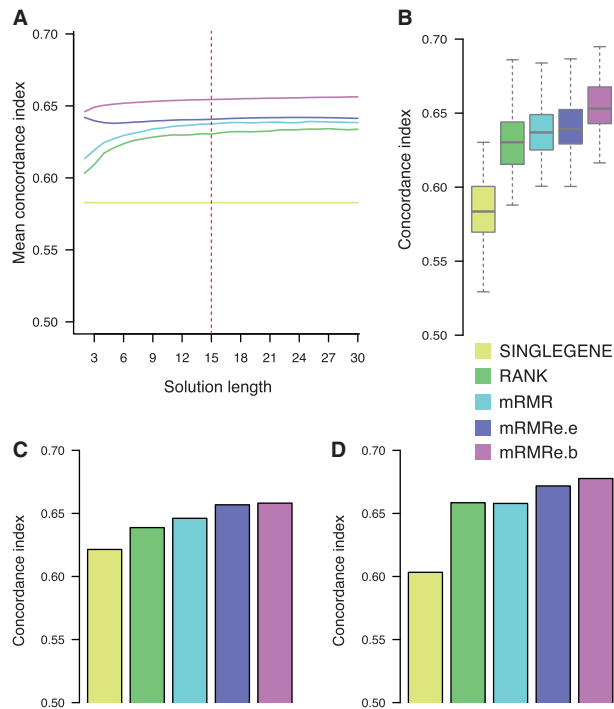 A
0.70
0.65
0.60
0.55
0.50
Mean concordance index
3 6 9 12 15 18 21 24 27 30
Solution length
B
0.70
0.65
0.60
0.55
0.50
Concordance index
SINGLEGENE
RANK
mRMR
mRMRe.e
mRMRe.b
C
0.70
0.65
0.60
0.55
0.50
Concordance index
D
0.70
0.65
0.60
0.55
0.50
Concordance index